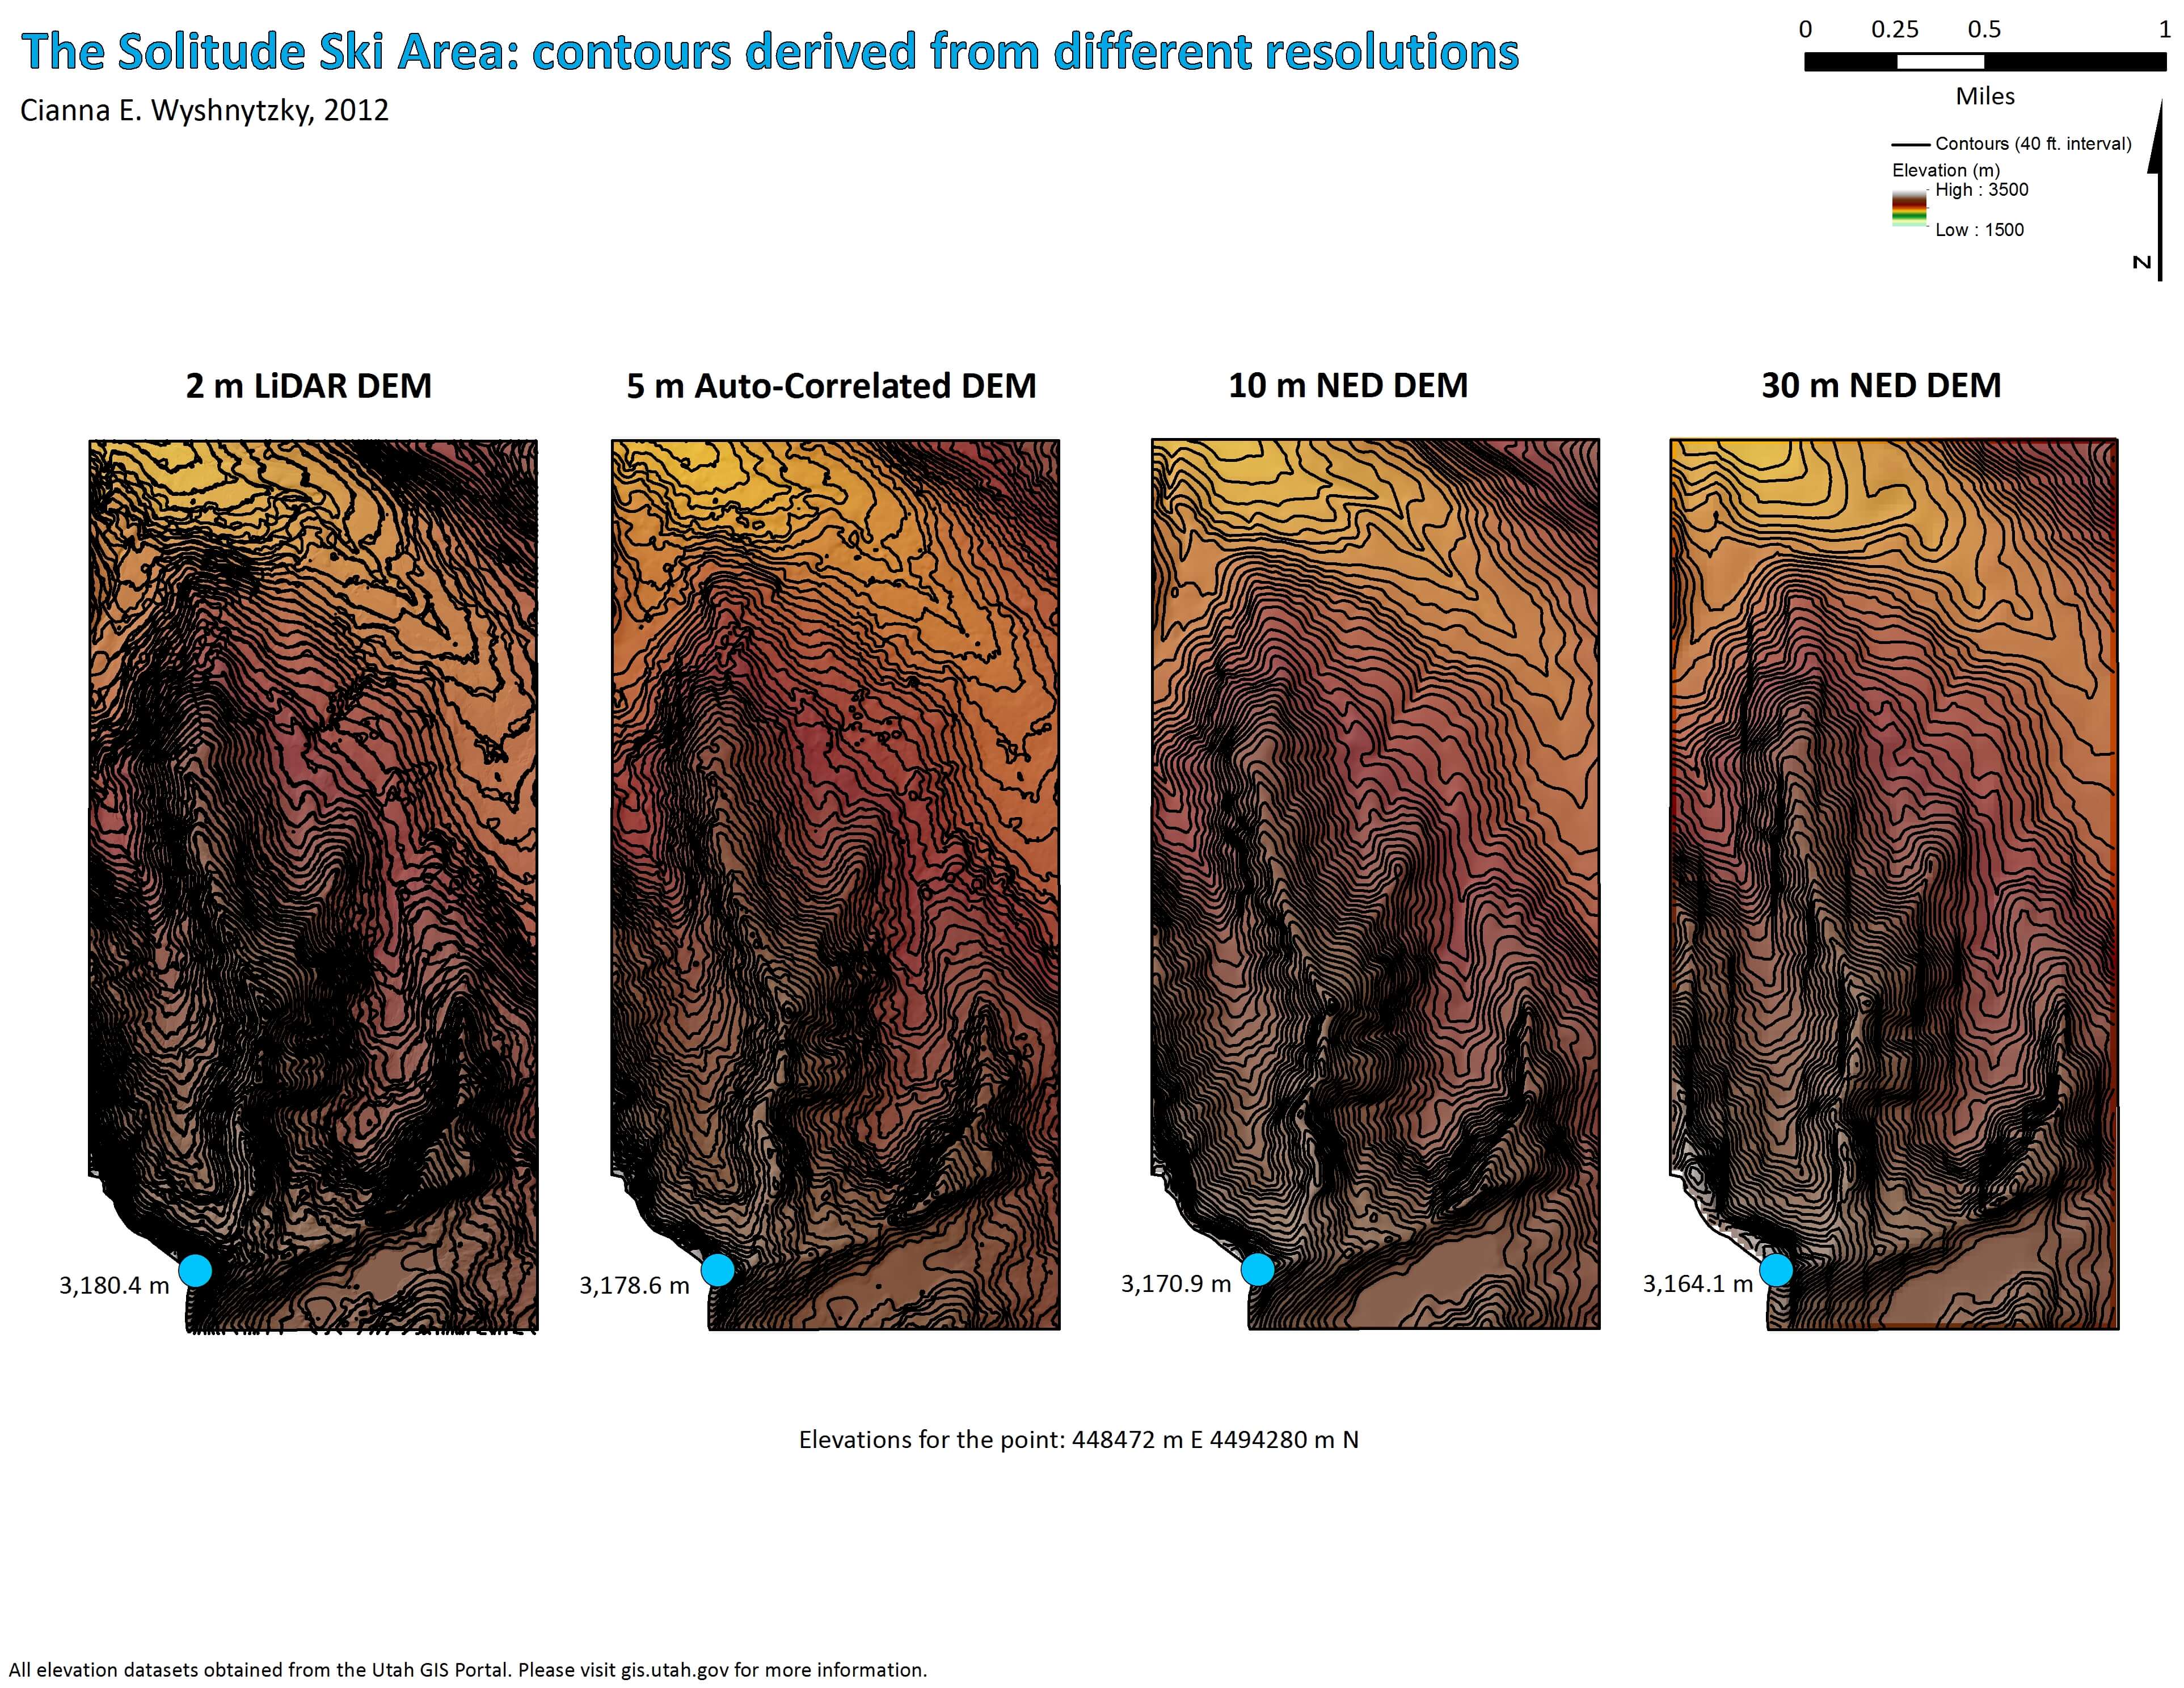 The Solitude Ski Area: contours derived from different resolutions
Cianna E. Wyshnytzky, 2012
0 0.25 0.5 1
Miles
Contours (40 ft. interval)
Elevation (m)
High : 3500
Low : 1500
N
2 m LiDAR DEM
5 m Auto-Correlated DEM
10 m NED DEM
30 m NED DEM
3,180.4 m
3,178.6 m
3,170.9 m
3,164.1 m
Elevations for the point: 448472 m E 4494280 m N
All elevation datasets obtained from the Utah GIS Portal. Please visit gis.utah.gov for more information.